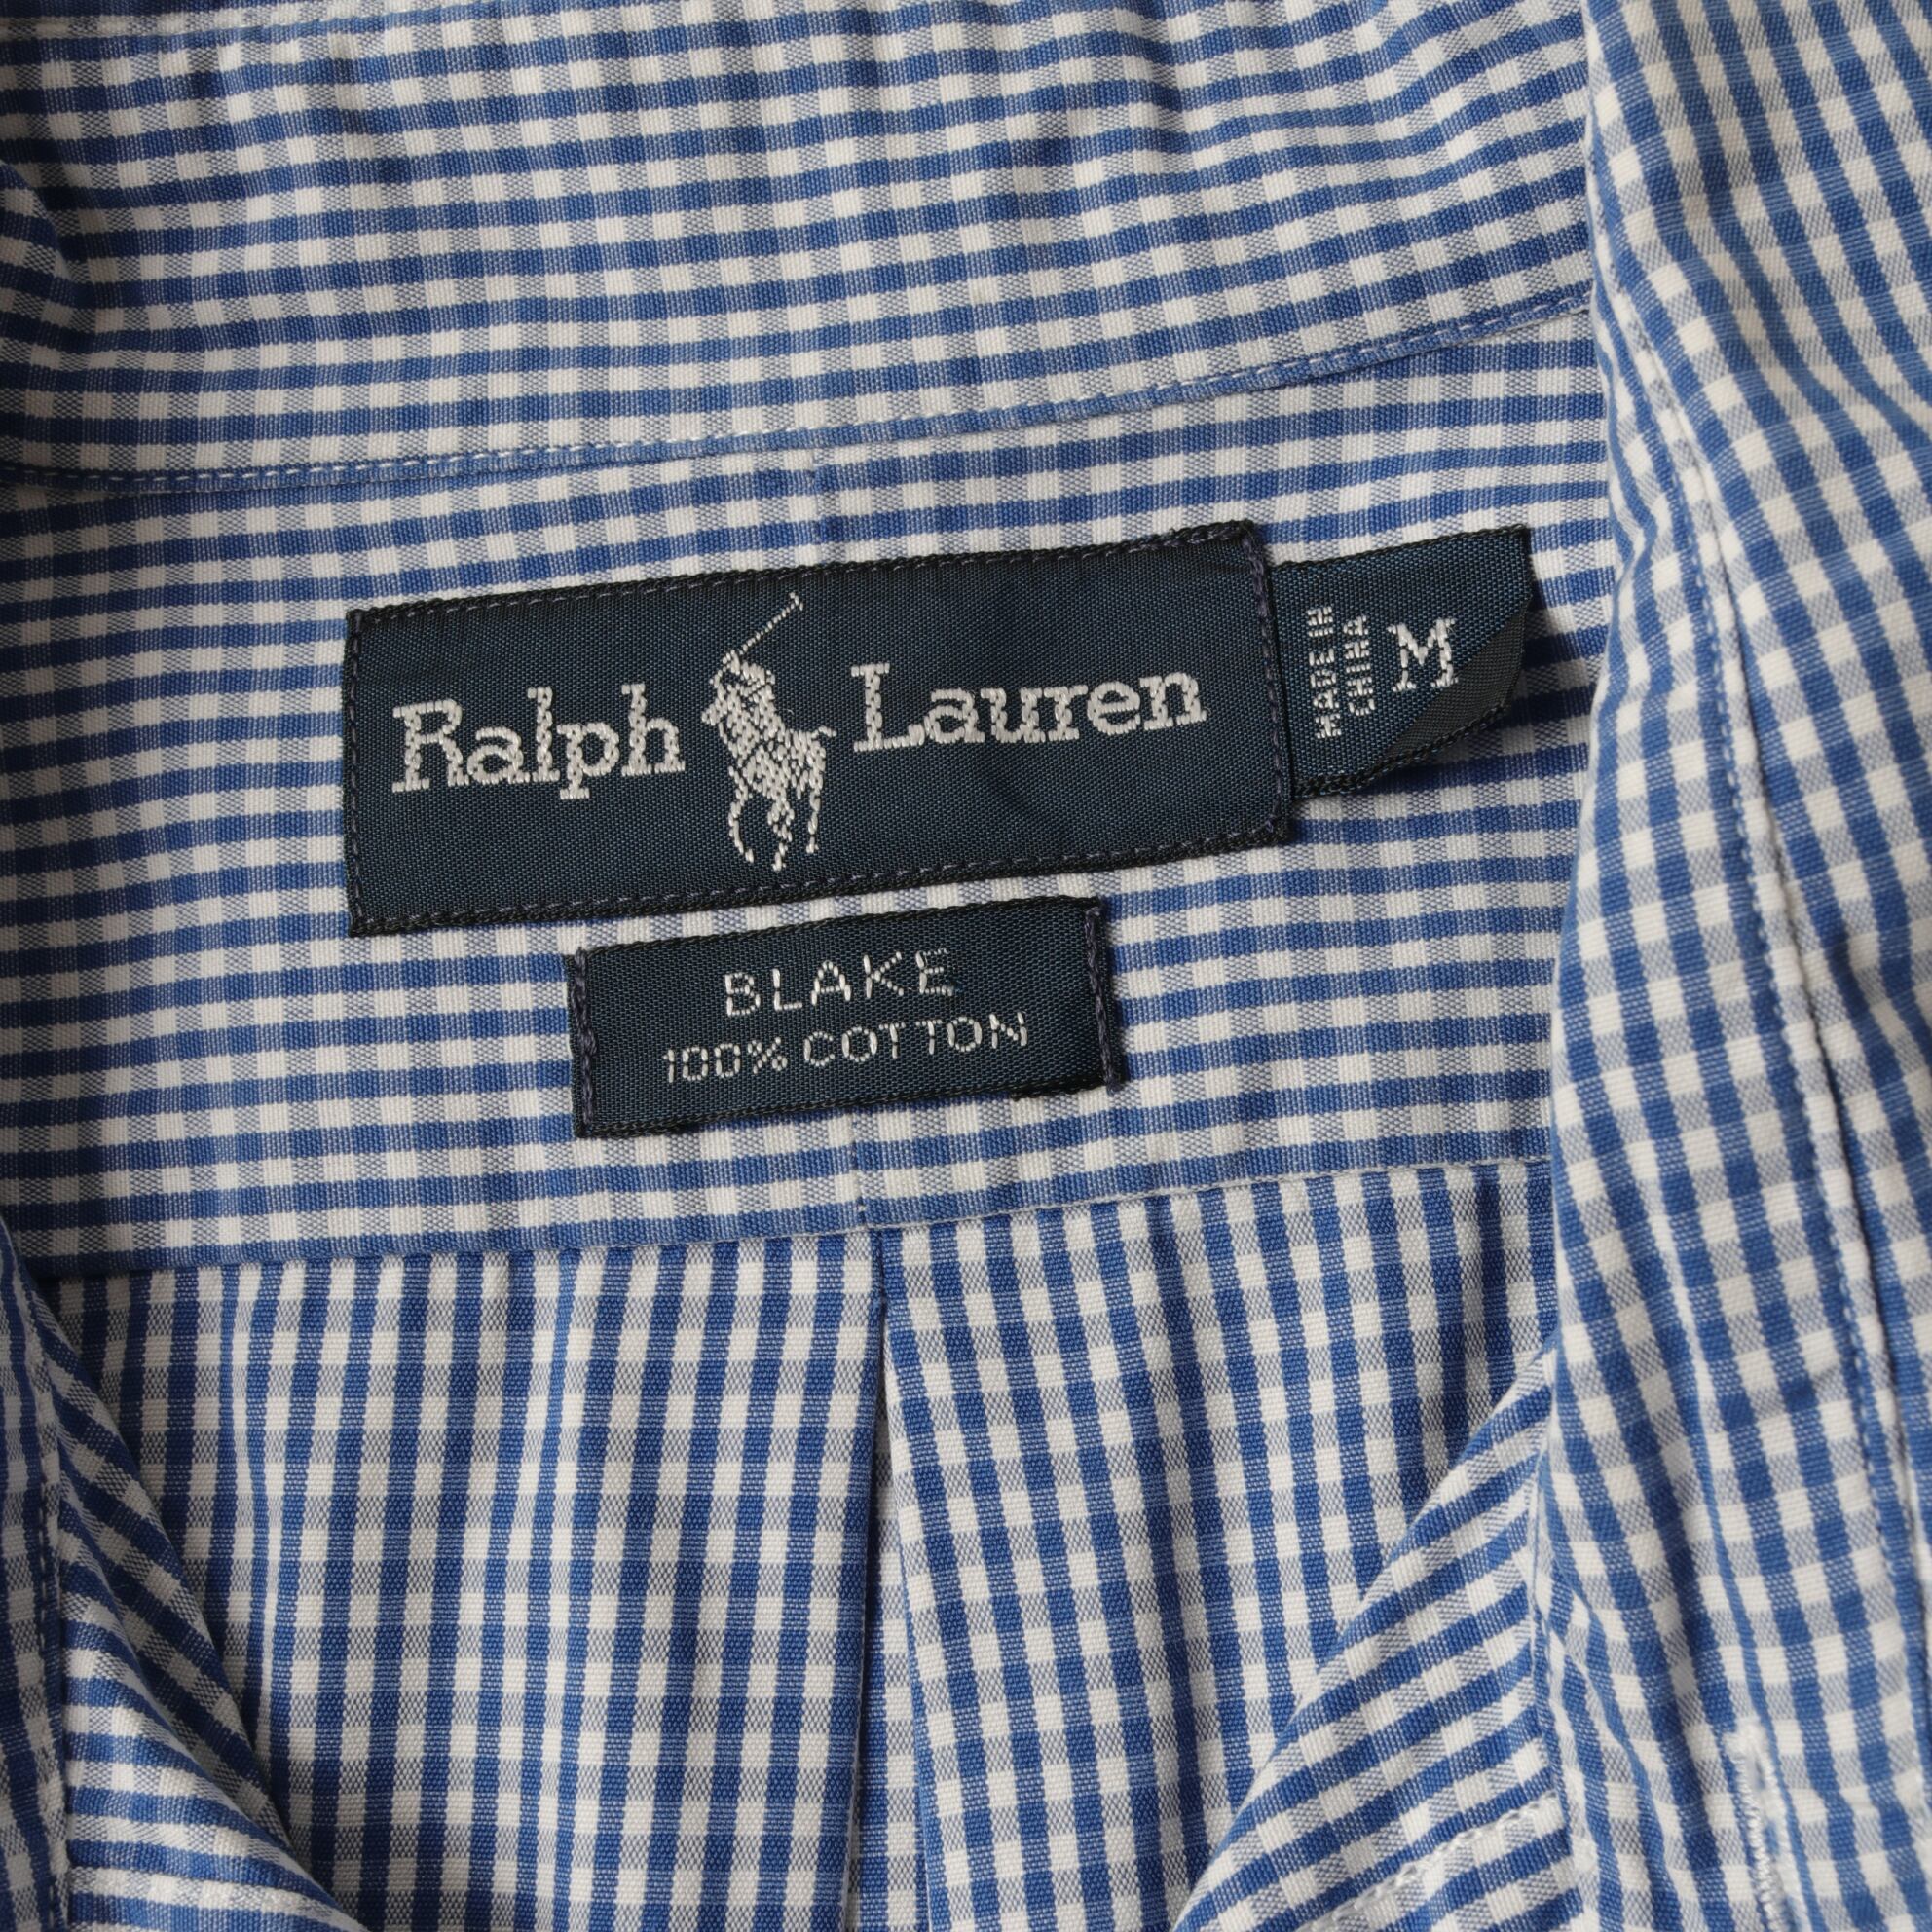 Ralph Lauren
MADE IN
CHINA
M
BLAKE
100% COTTON